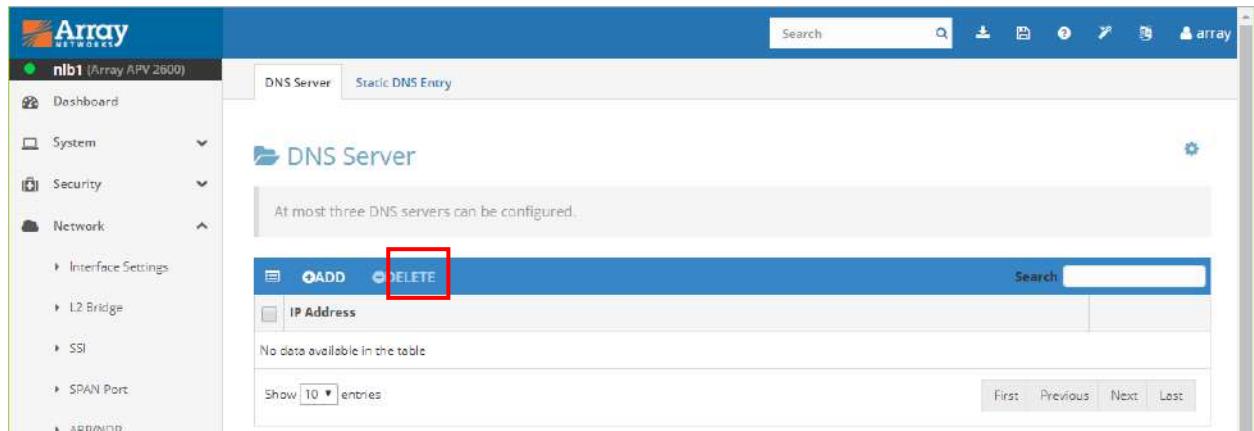 Array
NETWORKS
Search
array
nlb1 (Array APV 2600)
DNS Server
Static DNS Entry
Dashboard
System
DNS Server
Security
At most three DNS servers can be configured.
Network
Interface Settings
ADD
DELETE
Search
L2 Bridge
IP Address
SSI
No data available in the table
SPAN Port
Show 10 entries
First Previous Next Last
ARP/NDP